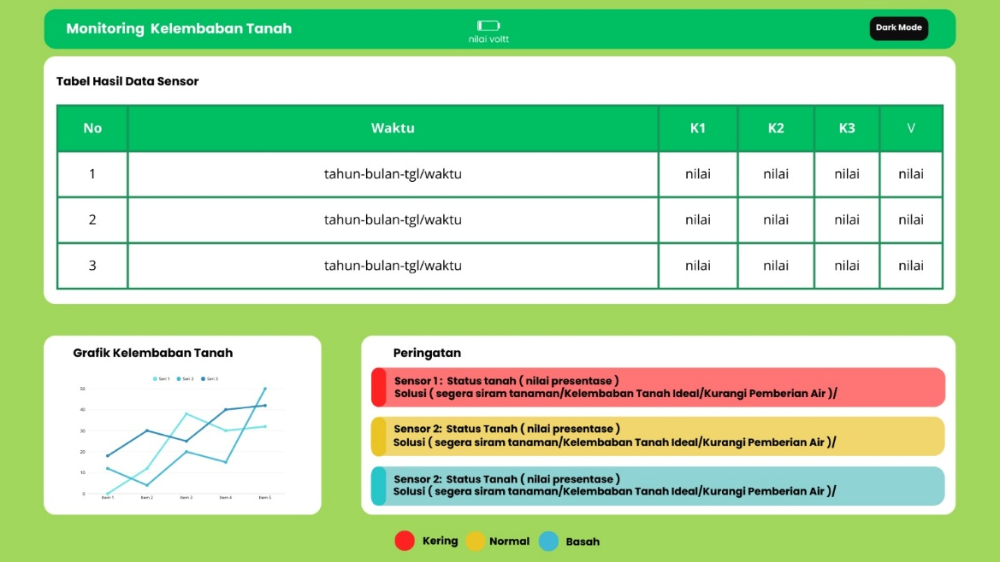 Monitoring Kelembaban Tanah
nilai voltt
Dark Mode
Tabel Hasil Data Sensor
No Waktu K1 K2 K3 V
1 tahun-bulan-tgl/waktu nilai nilai nilai nilai
2 tahun-bulan-tgl/waktu nilai nilai nilai nilai
3 tahun-bulan-tgl/waktu nilai nilai nilai nilai
Grafik Kelembaban Tanah
Seri 1 Seri 2 Seri 3
50
40
30
20
10
0
Item 1 Item 2 Item 3 Item 4 Item 5
Peringatan
Sensor 1 : Status tanah ( nilai presentase )
Solusi ( segera siram tanaman/Kelembaban Tanah Ideal/Kurangi Pemberian Air )/
Sensor 2: Status Tanah ( nilai presentase )
Solusi ( segera siram tanaman/Kelembaban Tanah Ideal/Kurangi Pemberian Air )/
Sensor 2: Status Tanah ( nilai presentase )
Solusi ( segera siram tanaman/Kelembaban Tanah Ideal/Kurangi Pemberian Air )/
Kering Normal Basah